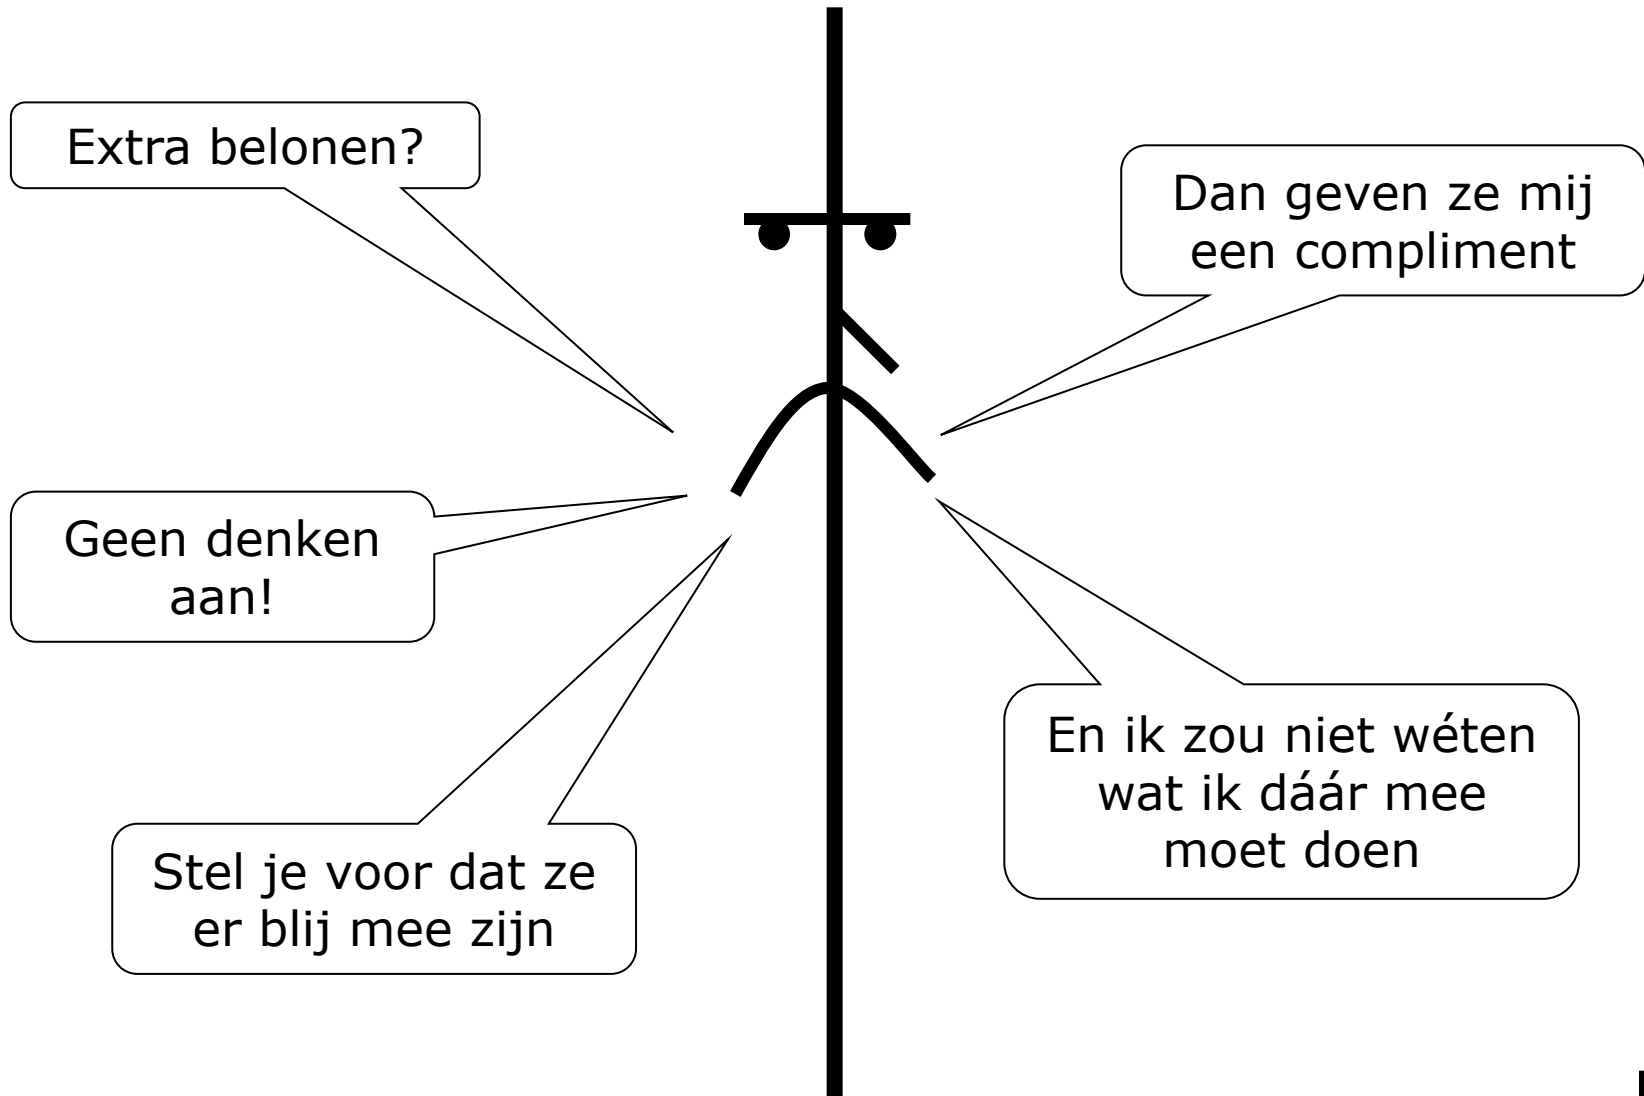 Extra belonen?
Geen denken
aan!
Stel je voor dat ze
er blij mee zijn
Dan geven ze mij
een compliment
En ik zou niet wéten
wat ik dáár mee
moet doen